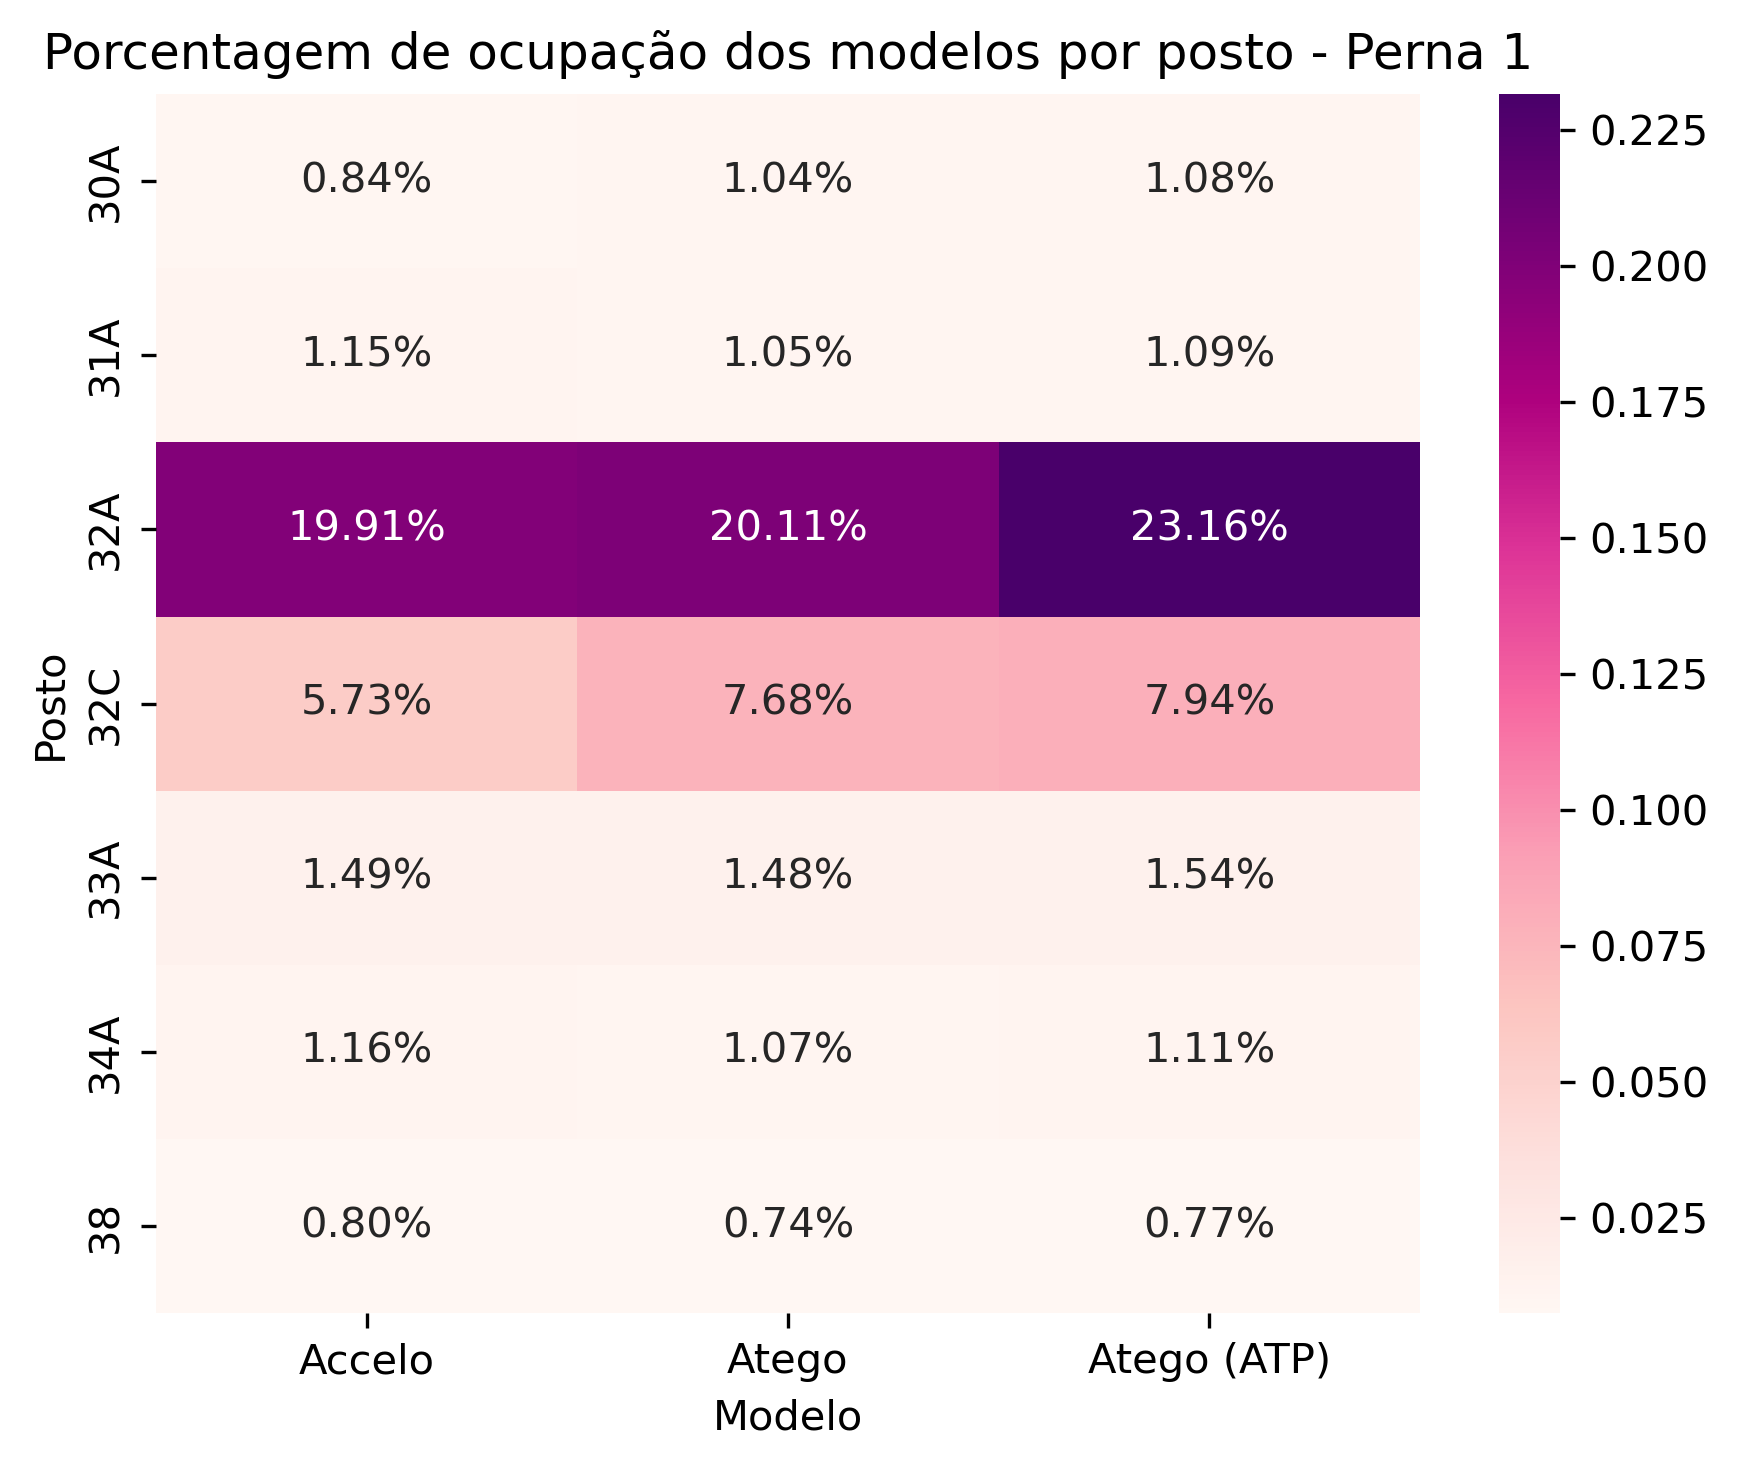 Porcentagem de ocupação dos modelos por posto - Perna 1
30A 0.84% 1.04% 1.08%
31A 1.15% 1.05% 1.09%
32A 19.91% 20.11% 23.16%
32C 5.73% 7.68% 7.94%
33A 1.49% 1.48% 1.54%
34A 1.16% 1.07% 1.11%
38 0.80% 0.74% 0.77%
Posto
Accelo Atego Atego (ATP)
Modelo
0.225
0.200
0.175
0.150
0.125
0.100
0.075
0.050
0.025